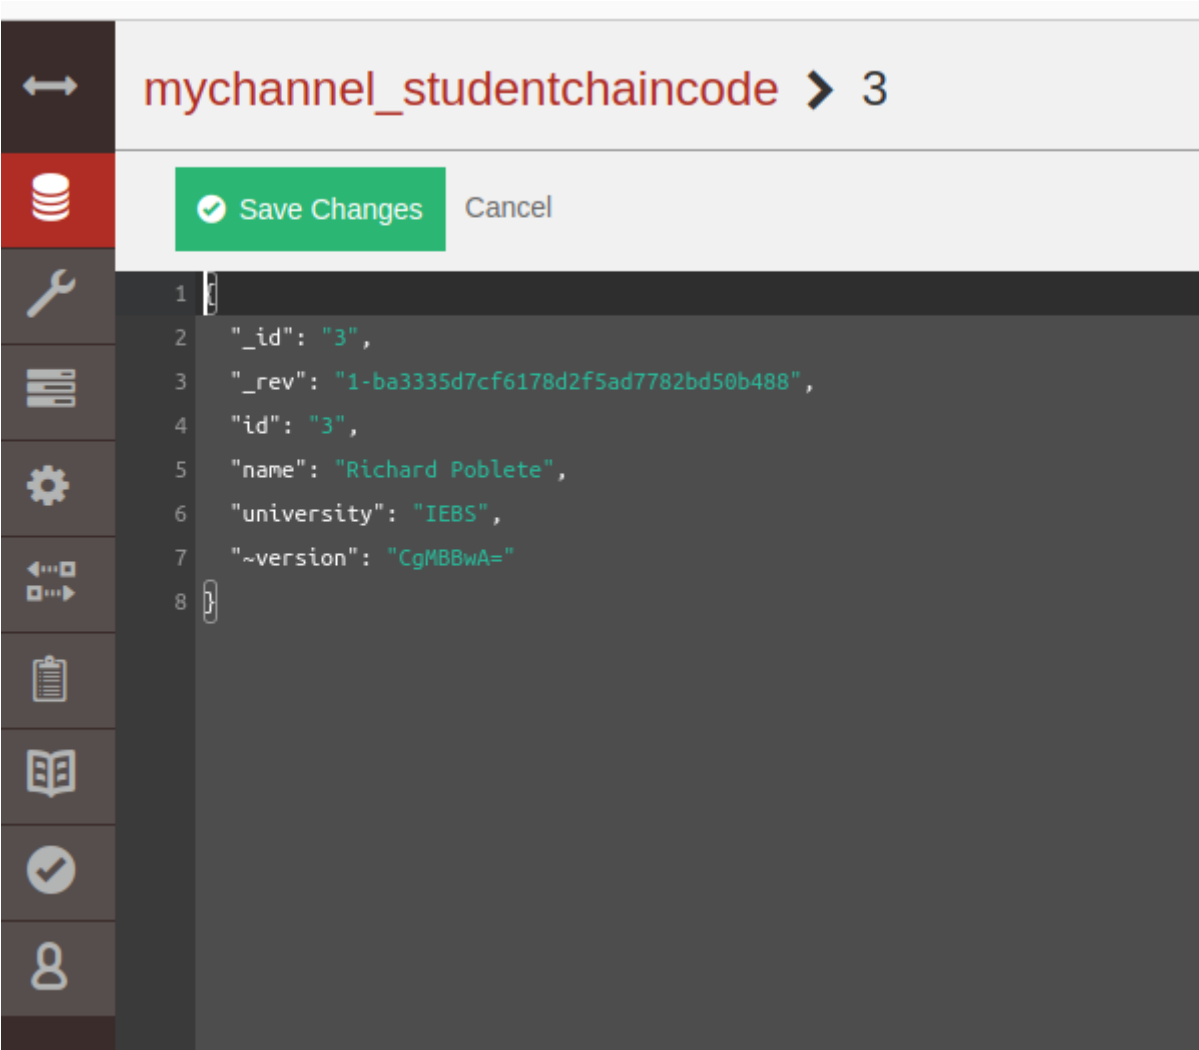 mychannel_studentchaincode > 3
Save Changes Cancel
1 {
2 "_id": "3",
3 "_rev": "1-ba3335d7cf6178d2f5ad7782bd50b488",
4 "id": "3",
5 "name": "Richard Poblete",
6 "university": "IEBS",
7 "~version": "CgMBBwA="
8 }